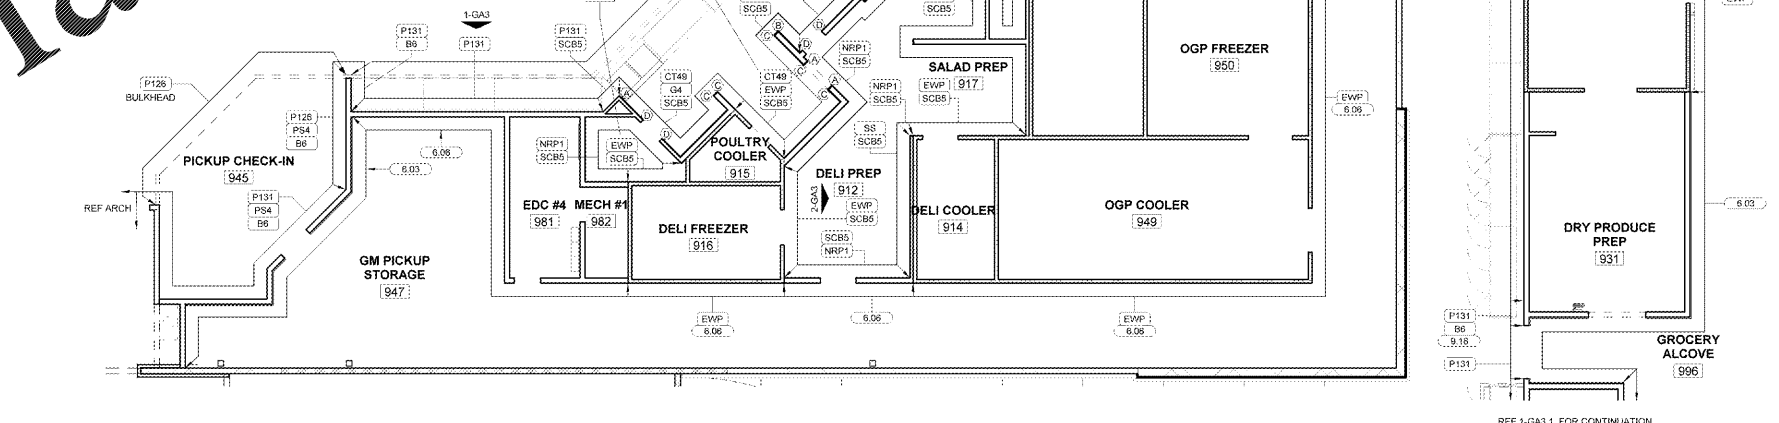 1-GA3
P131
B6
P131
P131
SCB5
SCB5
B
C
D
D
A
C
SCB5
NRP1
SCB5
OGP FREEZER
950
SALAD PREP
917
EWP
SCB5
NRP1
SCB5
P126
BULKHEAD
CT49
G4
SCB5
CT49
EWP
SCB5
A
D
C
C
D
A
C
EWP
6.06
P126
PS4
B6
SS
SCB5
6.06
6.03
NRP1
SCB5
EWP
SCB5
POULTRY
COOLER
915
PICKUP CHECK-IN
945
P131
PS4
B6
REF ARCH
DELI PREP
912
2-GA3
EWP
SCB5
SCB5
NRP1
EDC #4
981
MECH #1
982
DELI FREEZER
916
DELI COOLER
914
OGP COOLER
949
GM PICKUP
STORAGE
947
EWP
6.06
6.06
EWP
6.06
6.03
DRY PRODUCE
PREP
931
P131
B6
9.16
P131
GROCERY
ALCOVE
996
REF 1-GA3.1 FOR CONTINUATION